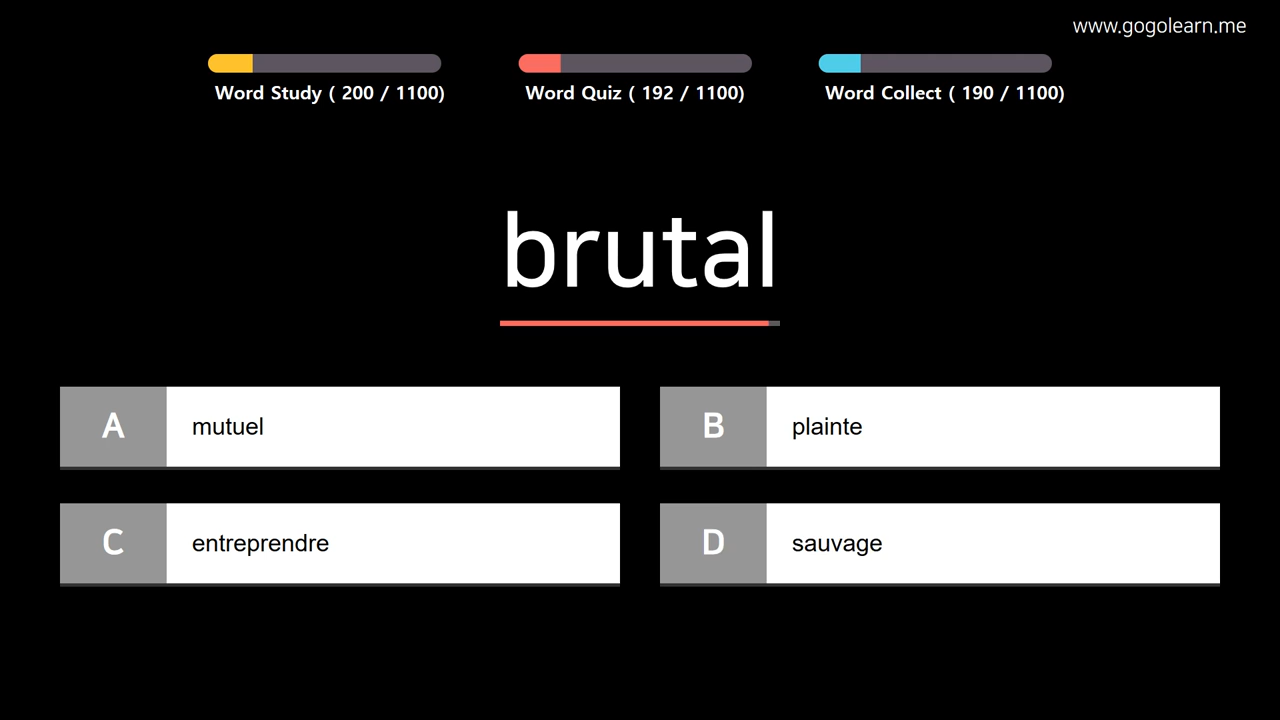 www.gogolearn.me
Word Study ( 200 / 1100)
Word Quiz ( 192 / 1100)
Word Collect ( 190 / 1100)
brutal
A
mutuel
B
plainte
C
entreprendre
D
sauvage